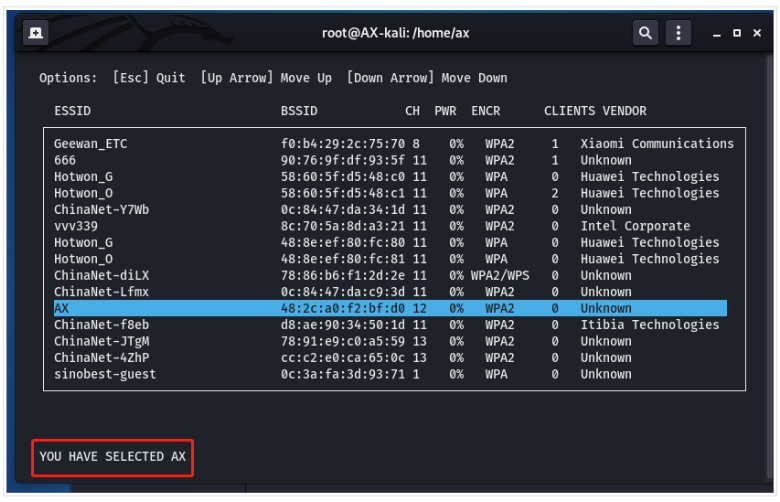 root@AX-kali: /home/ax
Options: [Esc] Quit [Up Arrow] Move Up [Down Arrow] Move Down
ESSID BSSID CH PWR ENCR CLIENTS VENDOR
Geewan_ETC f0:b4:29:2c:75:70 8 0% WPA2 1 Xiaomi Communications
666 90:76:9f:df:93:5f 11 0% WPA2 1 Unknown
Hotwon_G 58:60:5f:d5:48:c0 11 0% WPA 0 Huawei Technologies
Hotwon_O 58:60:5f:d5:48:c1 11 0% WPA 2 Huawei Technologies
ChinaNet-Y7Wb 0c:84:47:da:34:1d 11 0% WPA2 0 Unknown
vvv339 8c:70:5a:8d:a3:21 11 0% WPA2 0 Intel Corporate
Hotwon_G 48:8e:ef:80:fc:80 11 0% WPA 0 Huawei Technologies
Hotwon_O 48:8e:ef:80:fc:81 11 0% WPA 0 Huawei Technologies
ChinaNet-diLX 78:86:b6:f1:2d:2e 11 0% WPA2/WPS 0 Unknown
ChinaNet-Lfmx 0c:84:47:da:c9:3d 11 0% WPA2 0 Unknown
AX 48:2c:a0:f2:bf:d0 12 0% WPA2 0 Unknown
ChinaNet-f8eb d8:ae:90:34:50:1d 11 0% WPA2 0 Itibia Technologies
ChinaNet-JTgM 78:91:e9:c0:a5:59 13 0% WPA2 0 Unknown
ChinaNet-4ZhP cc:c2:e0:ca:65:0c 13 0% WPA2 0 Unknown
sinobest-guest 0c:3a:fa:3d:93:71 1 0% WPA 0 Unknown
YOU HAVE SELECTED AX